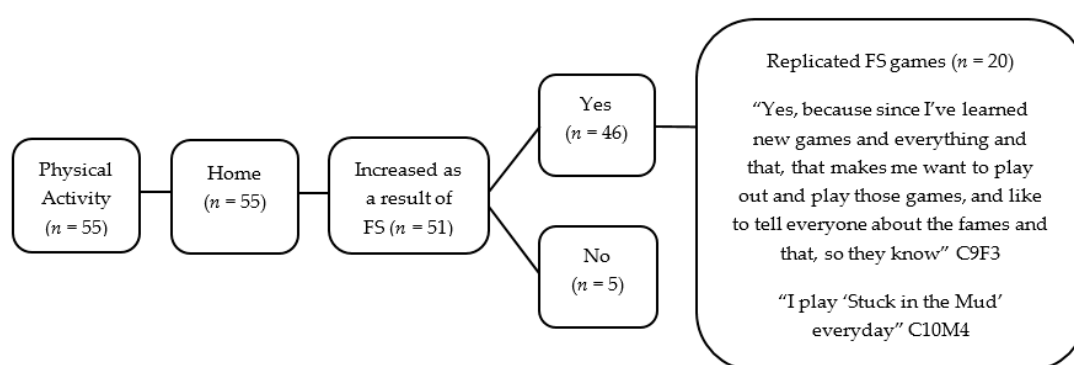 Physical
Activity
(n = 55)
Home
(n = 55)
Increased as
a result of
FS (n = 51)
Yes
(n = 46)
No
(n = 5)
Replicated FS games (n = 20)
“Yes, because since I’ve learned
new games and everything and
that, that makes me want to play
out and play those games, and like
to tell everyone about the fames and
that, so they know” C9F3
“I play ‘Stuck in the Mud’
everyday” C10M4